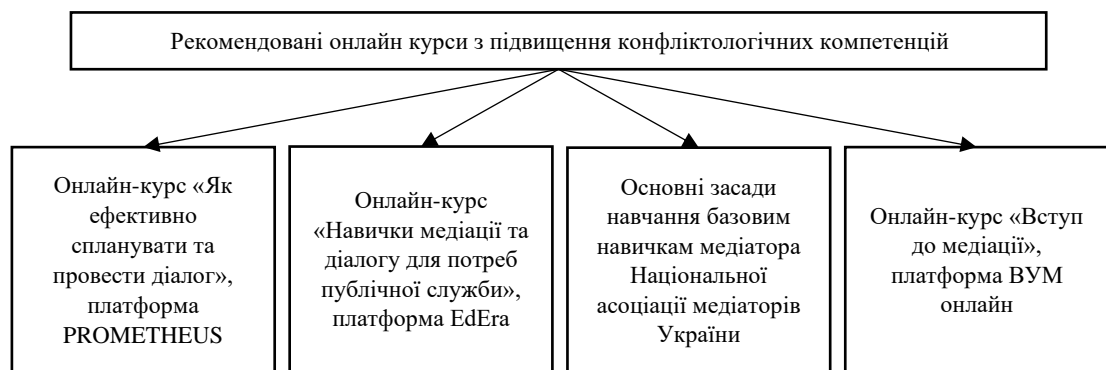 Рекомендовані онлайн курси з підвищення конфліктологічних компетенцій
Онлайн-курс «Як
ефективно
спланувати та
провести діалог»,
платформа
PROMETHEUS
Онлайн-курс
«Навички медіації та
діалогу для потреб
публічної служби»,
платформа EdEra
Основні засади
навчання базовим
навичкам медіатора
Національної
асоціації медіаторів
України
Онлайн-курс «Вступ
до медіації»,
платформа ВУМ
онлайн